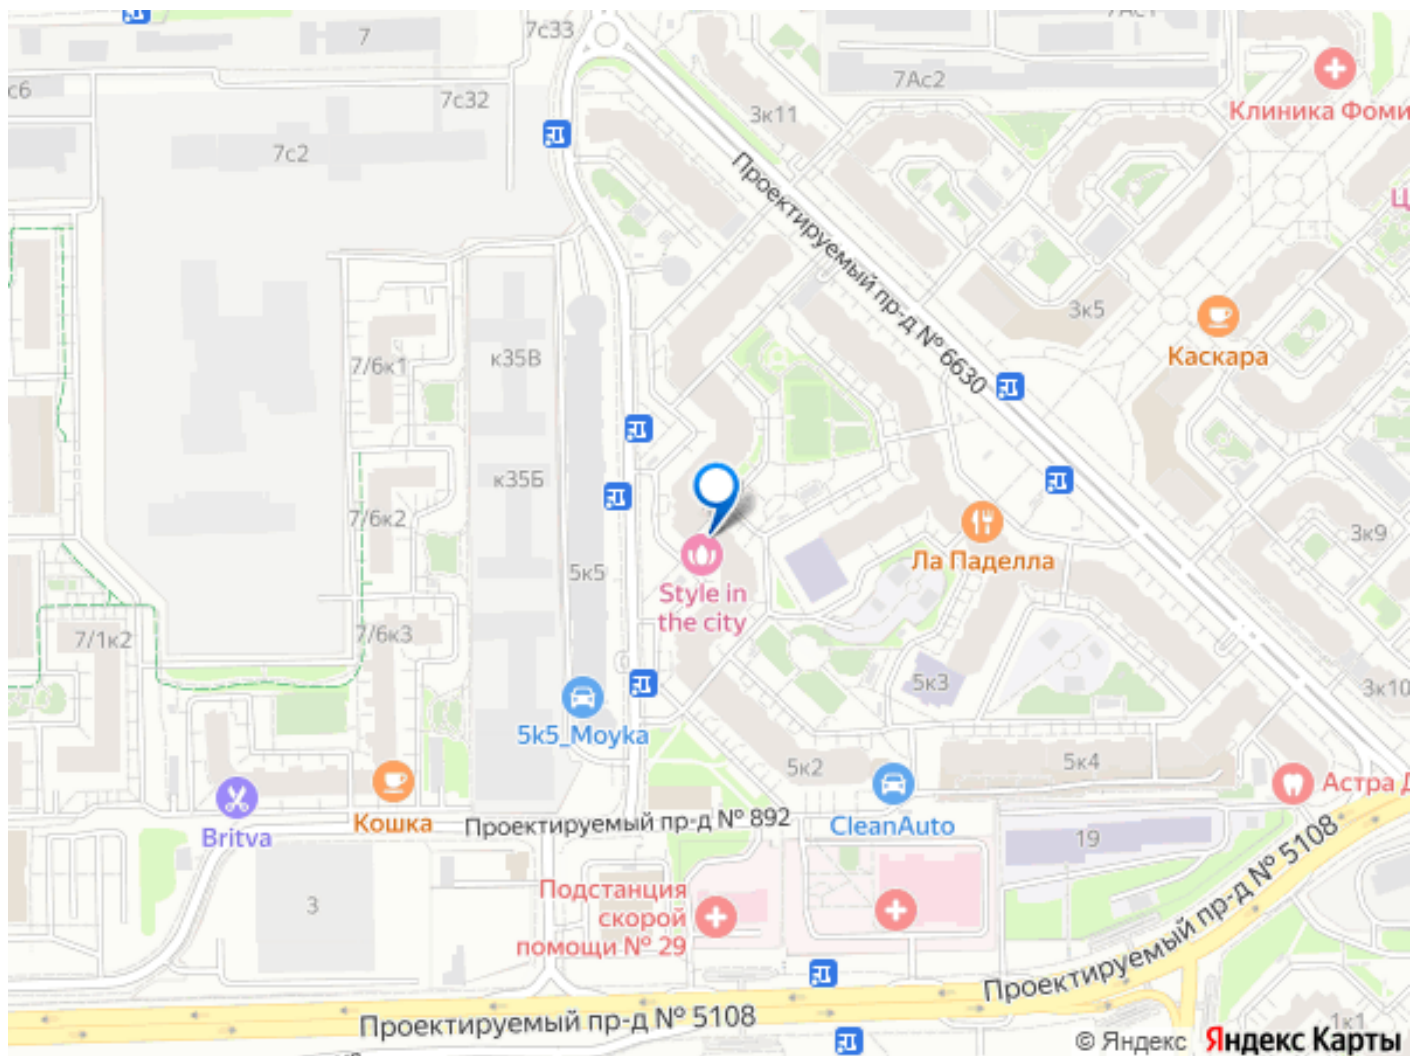 7с33
7
7с32
7с2
3к11
7Ас2
Клиника Фоми
Проектируемый пр-д № 6630
3к5
Каскара
7/6к1
к35В
к35Б
7/6к2
5к5
Style in
the city
Ла Паделла
3к9
7/1к2
7/6к3
5к3
3к10
5k5_Moyka
5к2
5к4
Britva
Кошка
Проектируемый пр-д № 892
CleanAuto
19
Астра
3
Подстанция
скорой
помощи № 29
Проектируемый пр-д № 5108
Проектируемый пр-д № 5108
1к1
© Яндекс Яндекс Карты